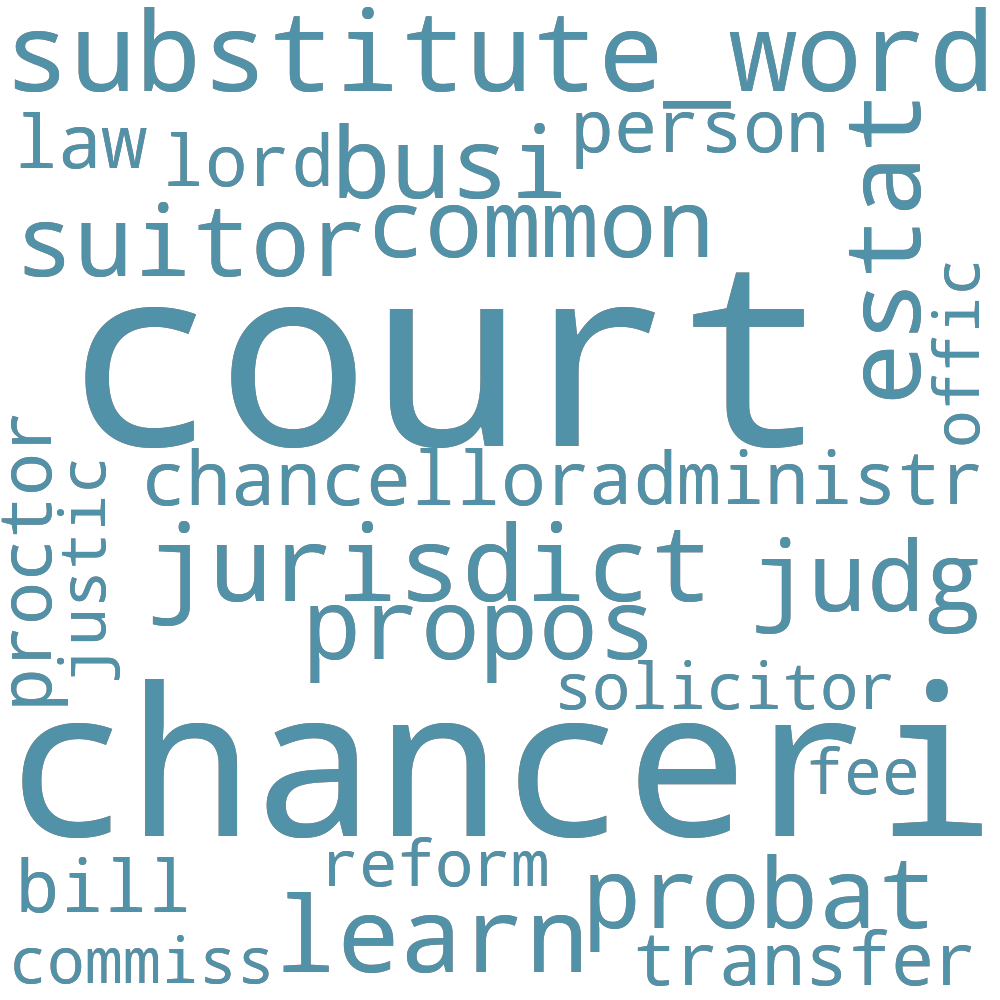 substitute_word
law
lord
busi
person
estat
suitor
common
offic
court
proctor
justic
chancellor
administr
jurisdict
judg
propos
solicitor
chanceri
fee
bill
reform
learn
probat
commiss
transfer